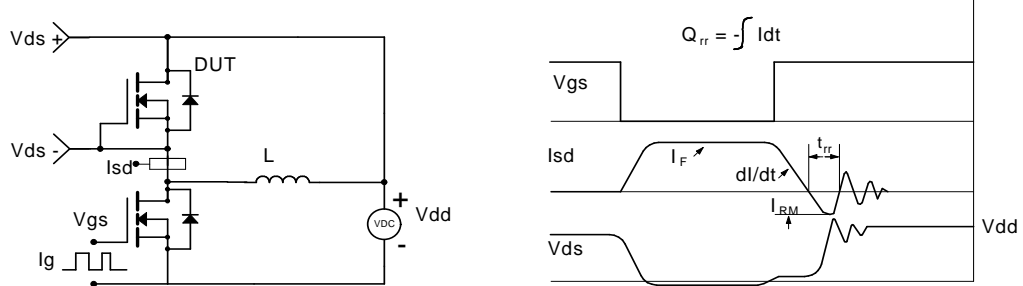 Vds +
DUT
Vds -
Isd
L
Vgs
Ig
+
VDC
-
Vdd
Q rr = - ∫ Idt
Vgs
Isd
I F
dI/dt
t rr
I RM
Vds
Vdd